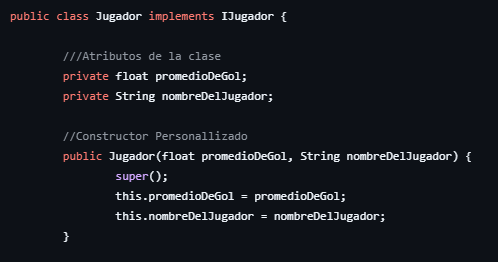 public class Jugador implements IJugador {
///Atributos de la clase
private float promedioDeGol;
private String nombreDelJugador;
//Constructor Personallizado
public Jugador(float promedioDeGol, String nombreDelJugador) {
super();
this.promedioDeGol = promedioDeGol;
this.nombreDelJugador = nombreDelJugador;
}